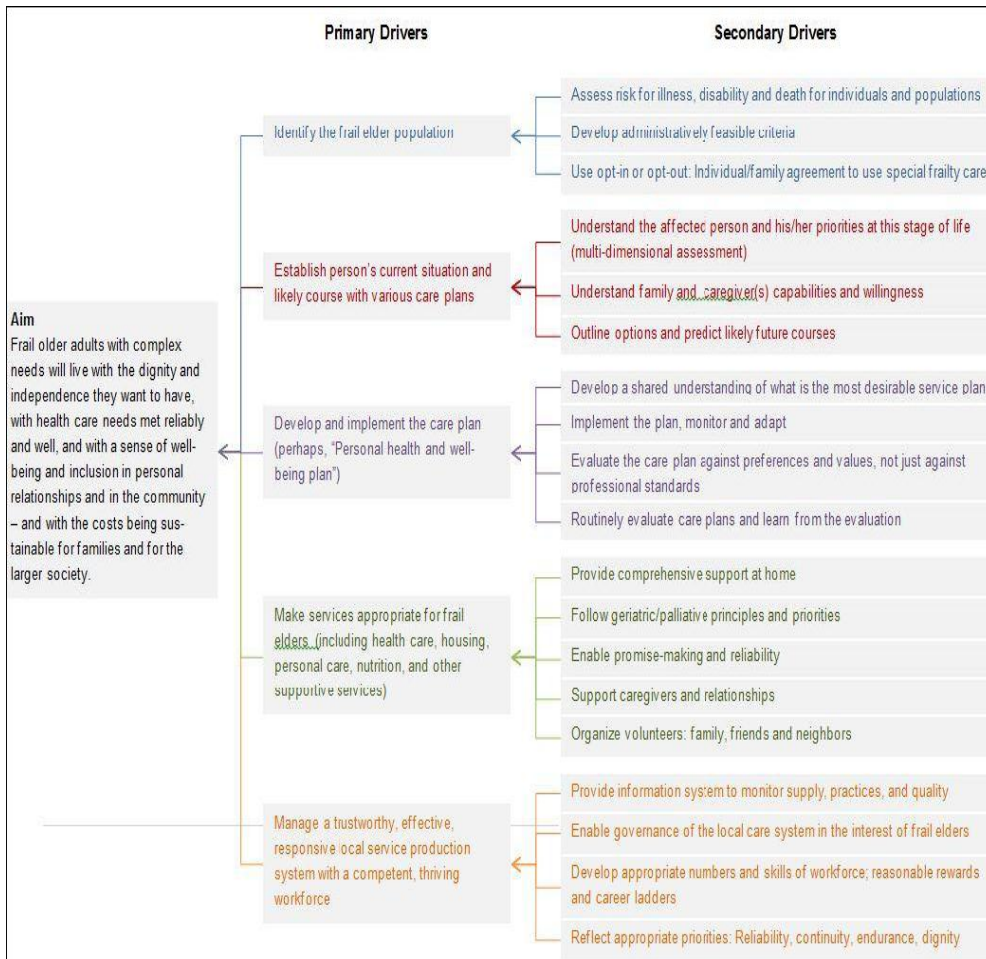 Primary Drivers
Secondary Drivers
Aim
Frail older adults with complex
needs will live with the dignity and
independence they want to have,
with health care needs met reliably
and well, and with a sense of well-
being and inclusion in personal
relationships and in the community
– and with the costs being sus-
tainable for families and for the
larger society.
Identify the frail elder population
Assess risk for illness, disability and death for individuals and populations
Develop administratively feasible criteria
Use opt-in or opt-out: Individual/family agreement to use special frailty care
Establish person's current situation and
likely course with various care plans
Understand the affected person and his/her priorities at this stage of life
(multi-dimensional assessment)
Understand family and caregiver(s) capabilities and willingness
Outline options and predict likely future courses
Develop and implement the care plan
(perhaps, “Personal health and well-
being plan”)
Develop a shared understanding of what is the most desirable service plan
Implement the plan, monitor and adapt
Evaluate the care plan against preferences and values, not just against
professional standards
Routinely evaluate care plans and learn from the evaluation
Make services appropriate for frail
elders (including health care, housing,
personal care, nutrition, and other
supportive services)
Provide comprehensive support at home
Follow geriatric/palliative principles and priorities
Enable promise-making and reliability
Support caregivers and relationships
Organize volunteers: family, friends and neighbors
Manage a trustworthy, effective,
responsive local service production
system with a competent, thriving
workforce
Provide information system to monitor supply, practices, and quality
Enable governance of the local care system in the interest of frail elders
Develop appropriate numbers and skills of workforce; reasonable rewards
and career ladders
Reflect appropriate priorities: Reliability, continuity, endurance, dignity